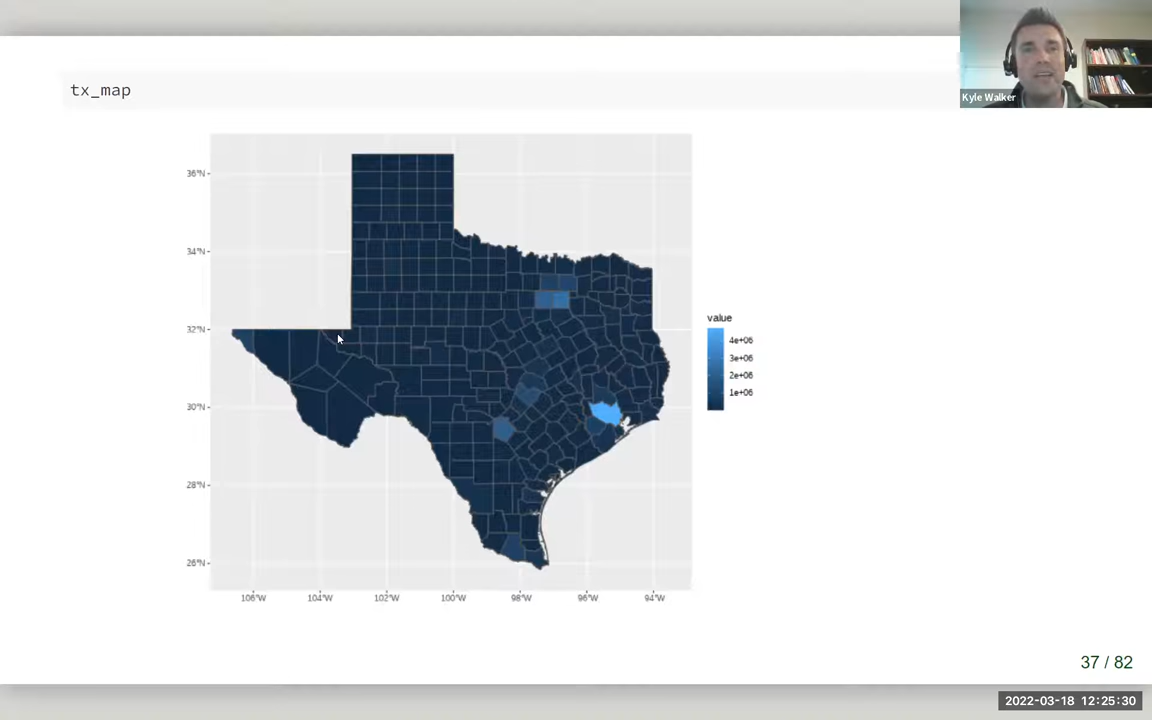 tx_map
Kyle Walker
36°N
34°N
32°N
30°N
28°N
26°N
106°W 104°W 102°W 100°W 98°W 96°W 94°W
value
4e+06
3e+06
2e+06
1e+06
37 / 82
2022-03-18 12:25:30